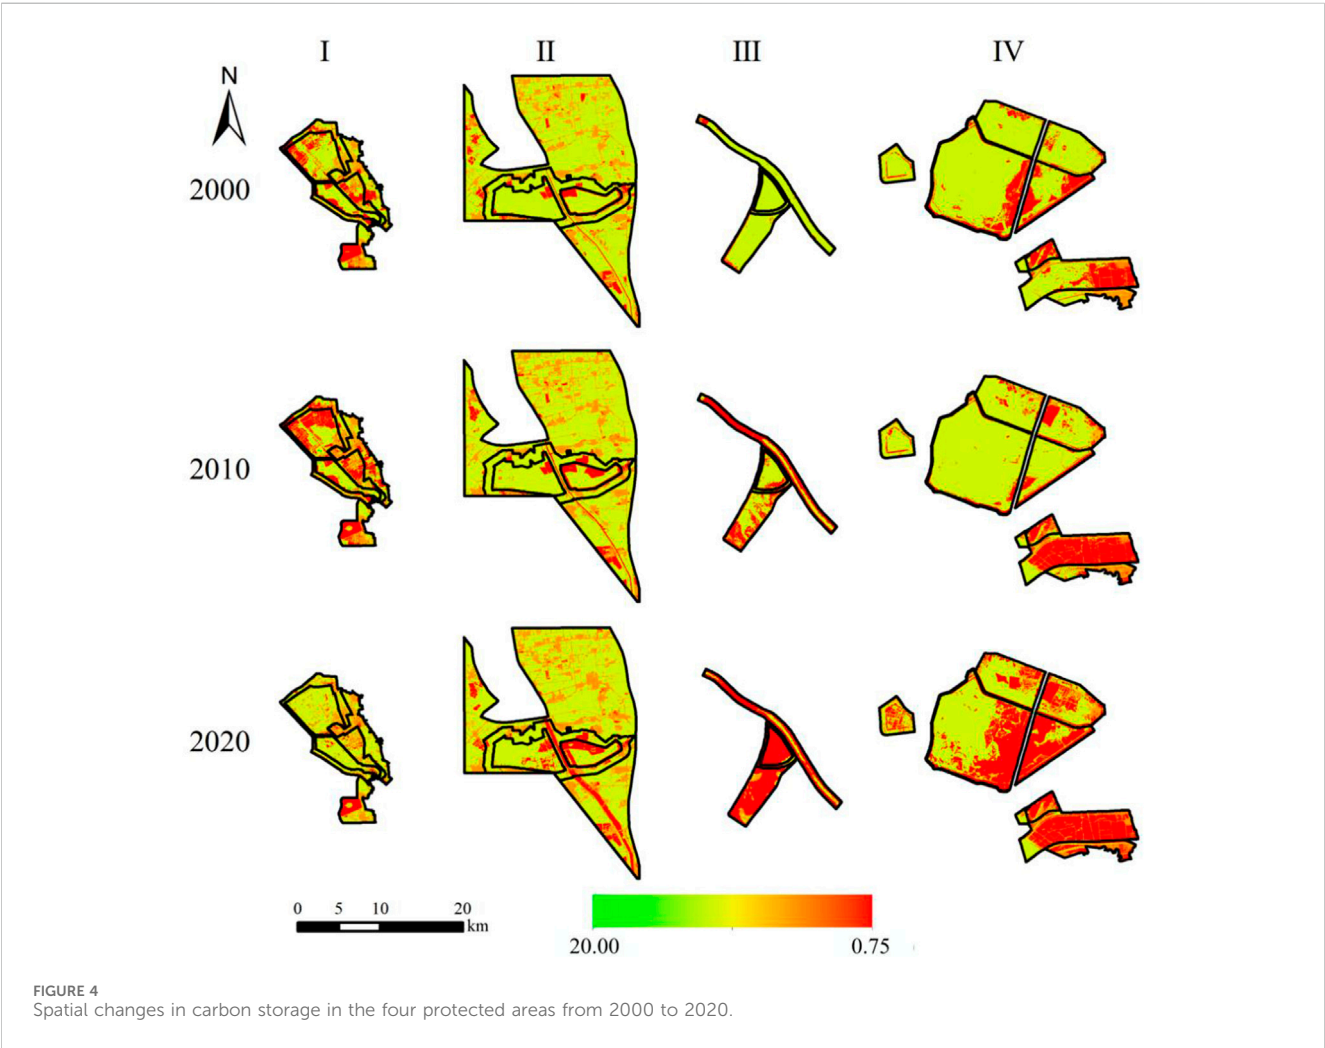 I II III IV
N
2000
2010
2020
0 5 10 20
km
20.00 0.75
FIGURE 4
Spatial changes in carbon storage in the four protected areas from 2000 to 2020.